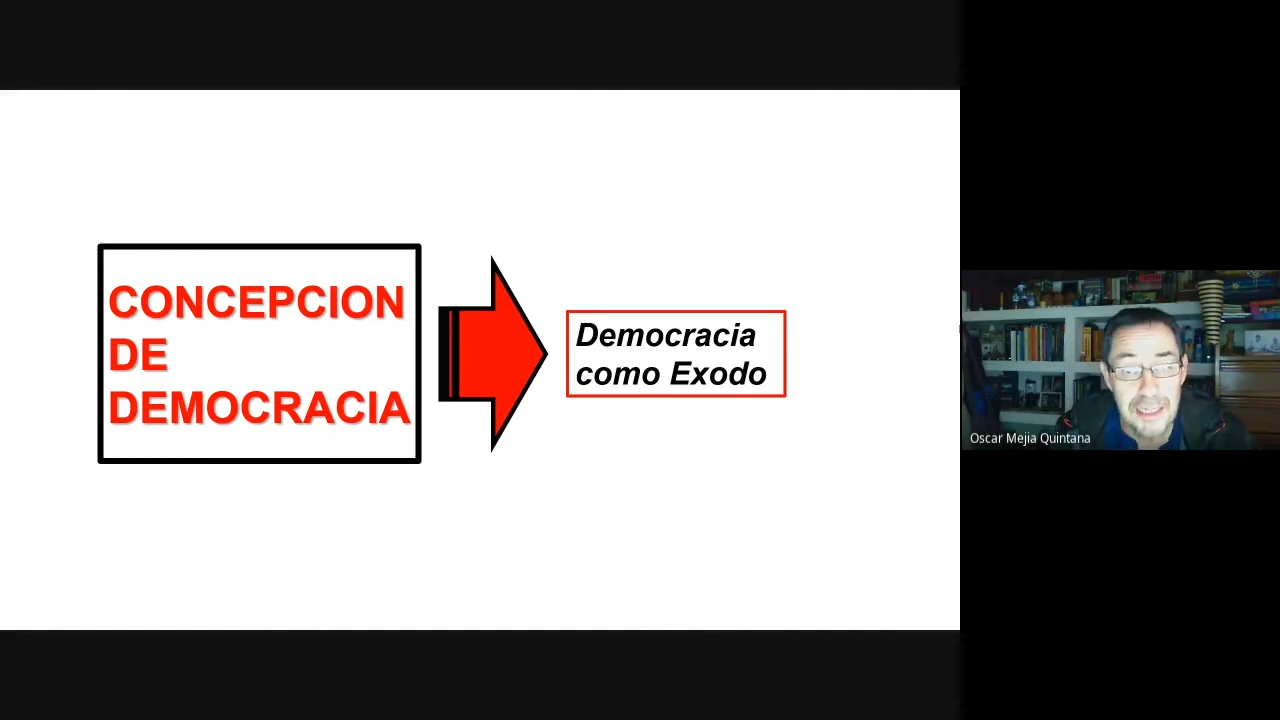 CONCEPCION
DE
DEMOCRACIA
Democracia
como Exodo
Oscar Mejia Quintana